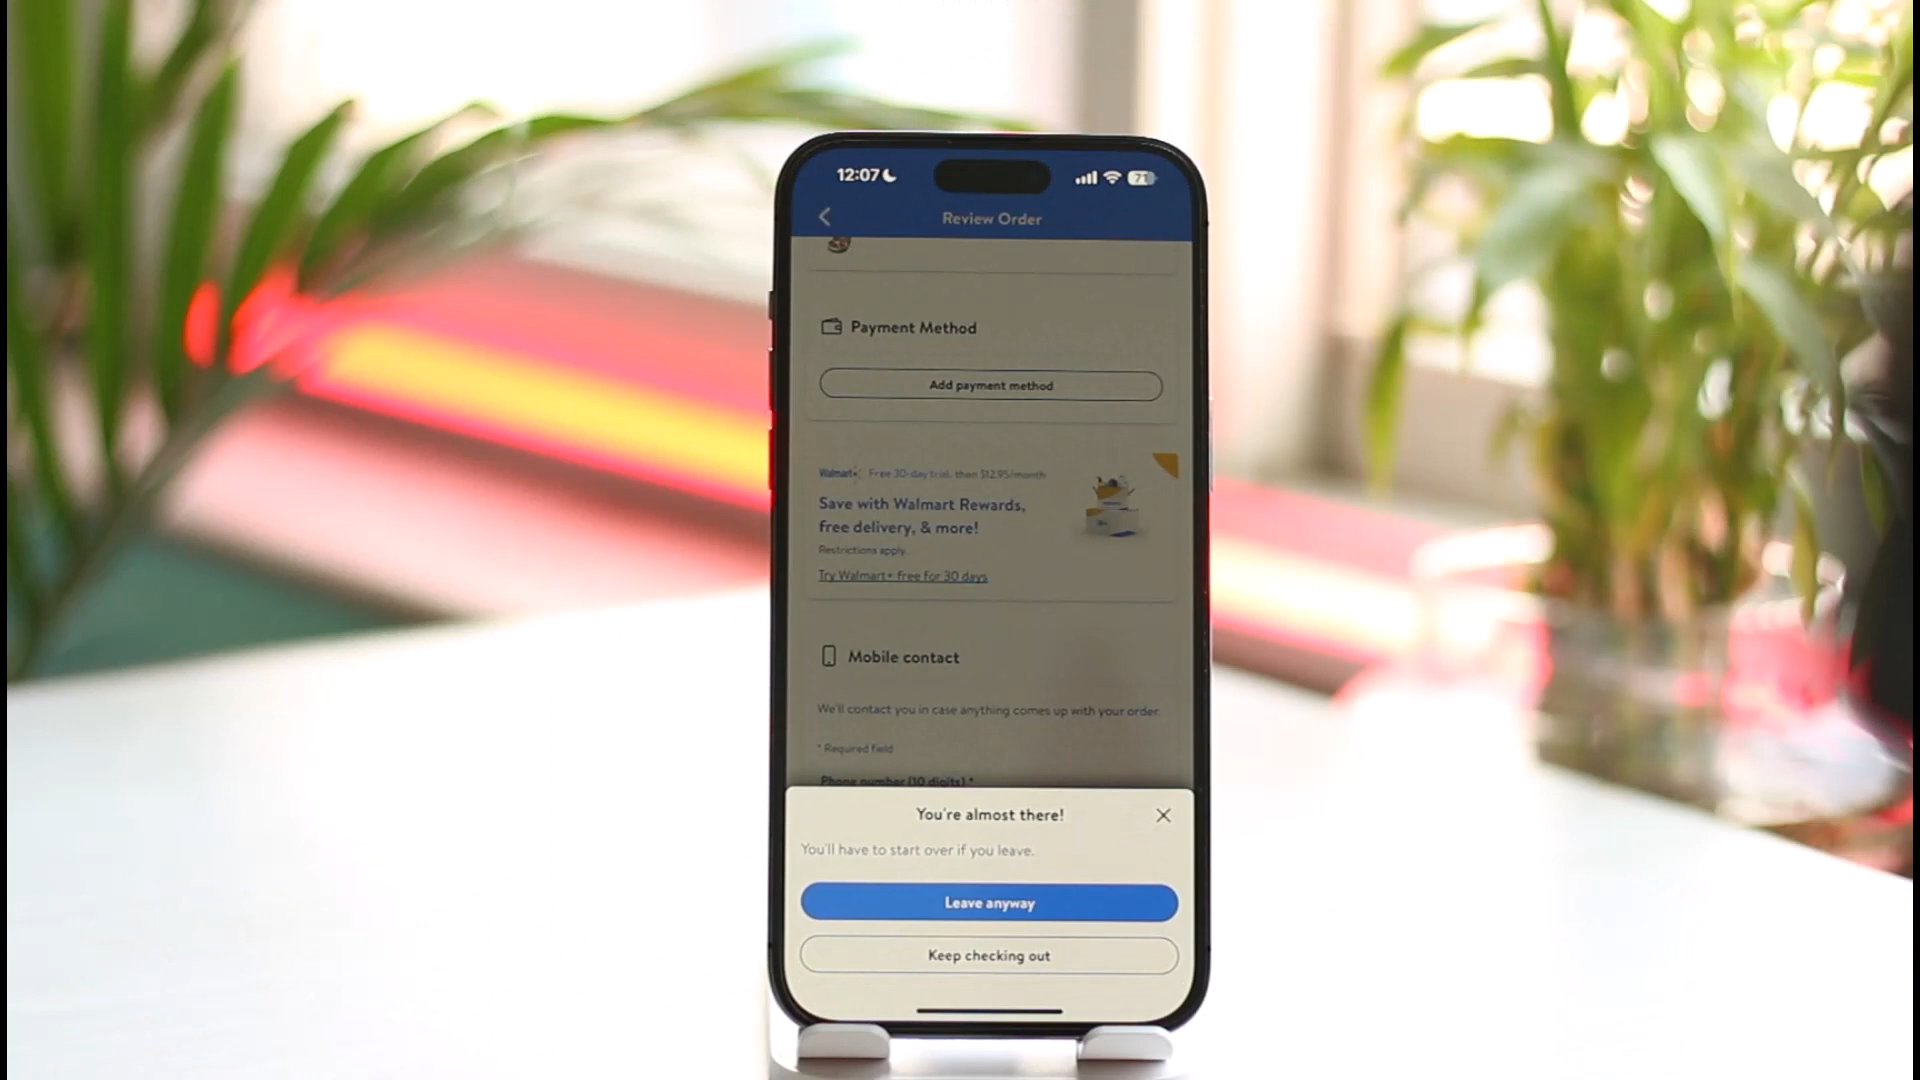 12:07
71
Review Order
Payment Method
Add payment method
Walmart+ Free 30-day trial, then $12.95/month
Save with Walmart Rewards,
free delivery, & more!
Restrictions apply.
Try Walmart+ free for 30 days
Mobile contact
We'll contact you in case anything comes up with your order.
* Required field
Phone number (10 digits) *
You're almost there!
You'll have to start over if you leave.
Leave anyway
Keep checking out